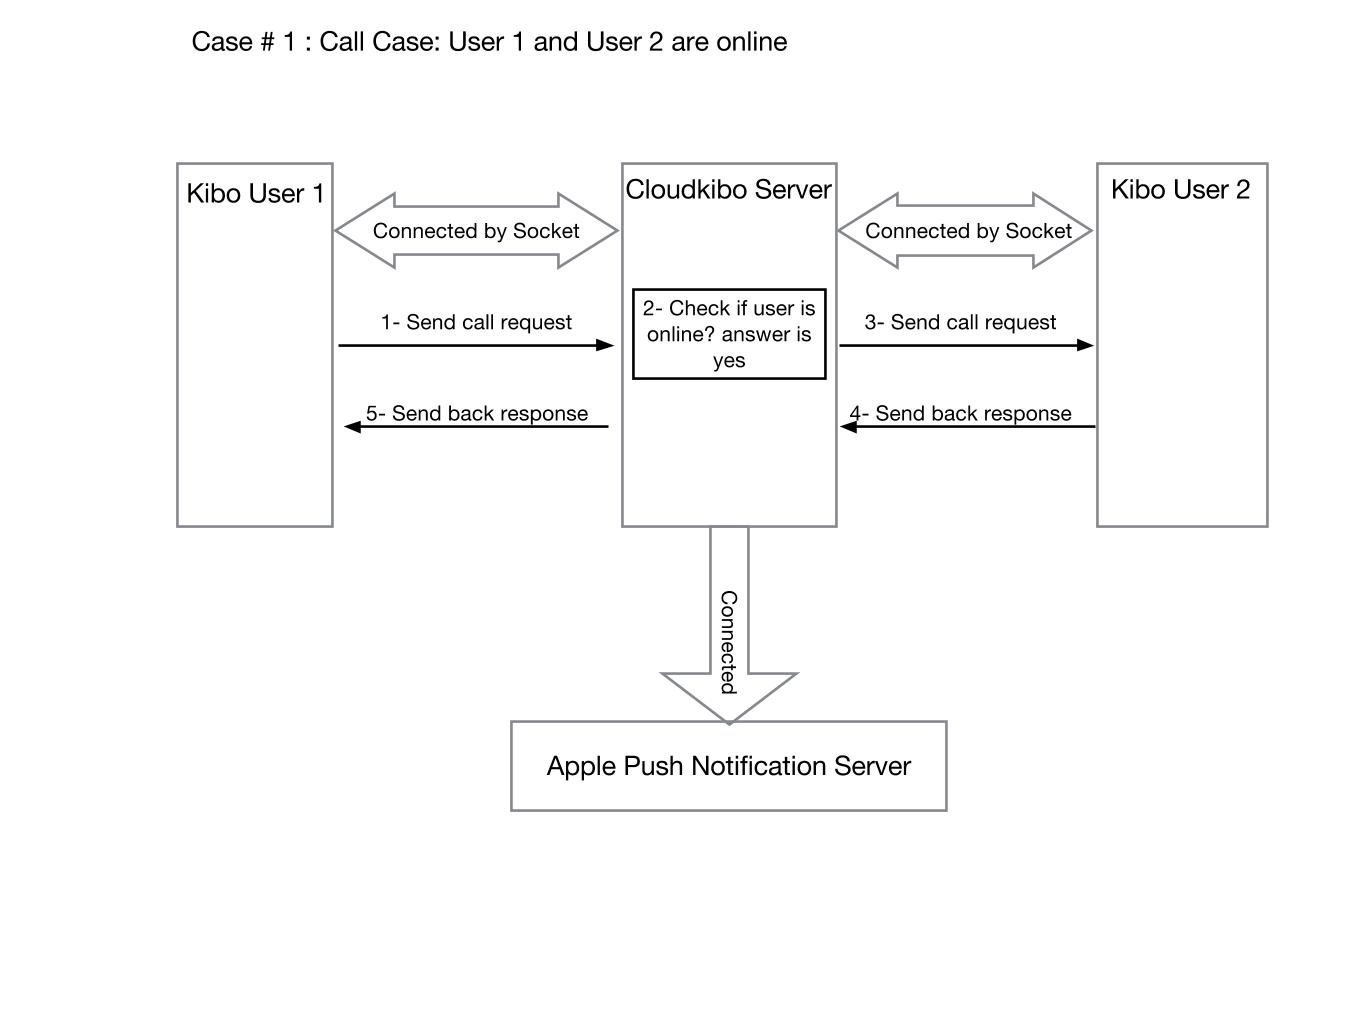 Case # 1 : Call Case: User 1 and User 2 are online
Kibo User 1
Cloudkibo Server
Kibo User 2
Connected by Socket
Connected by Socket
1- Send call request
2- Check if user is
online? answer is
yes
3- Send call request
5- Send back response
4- Send back response
Connected
Apple Push Notification Server